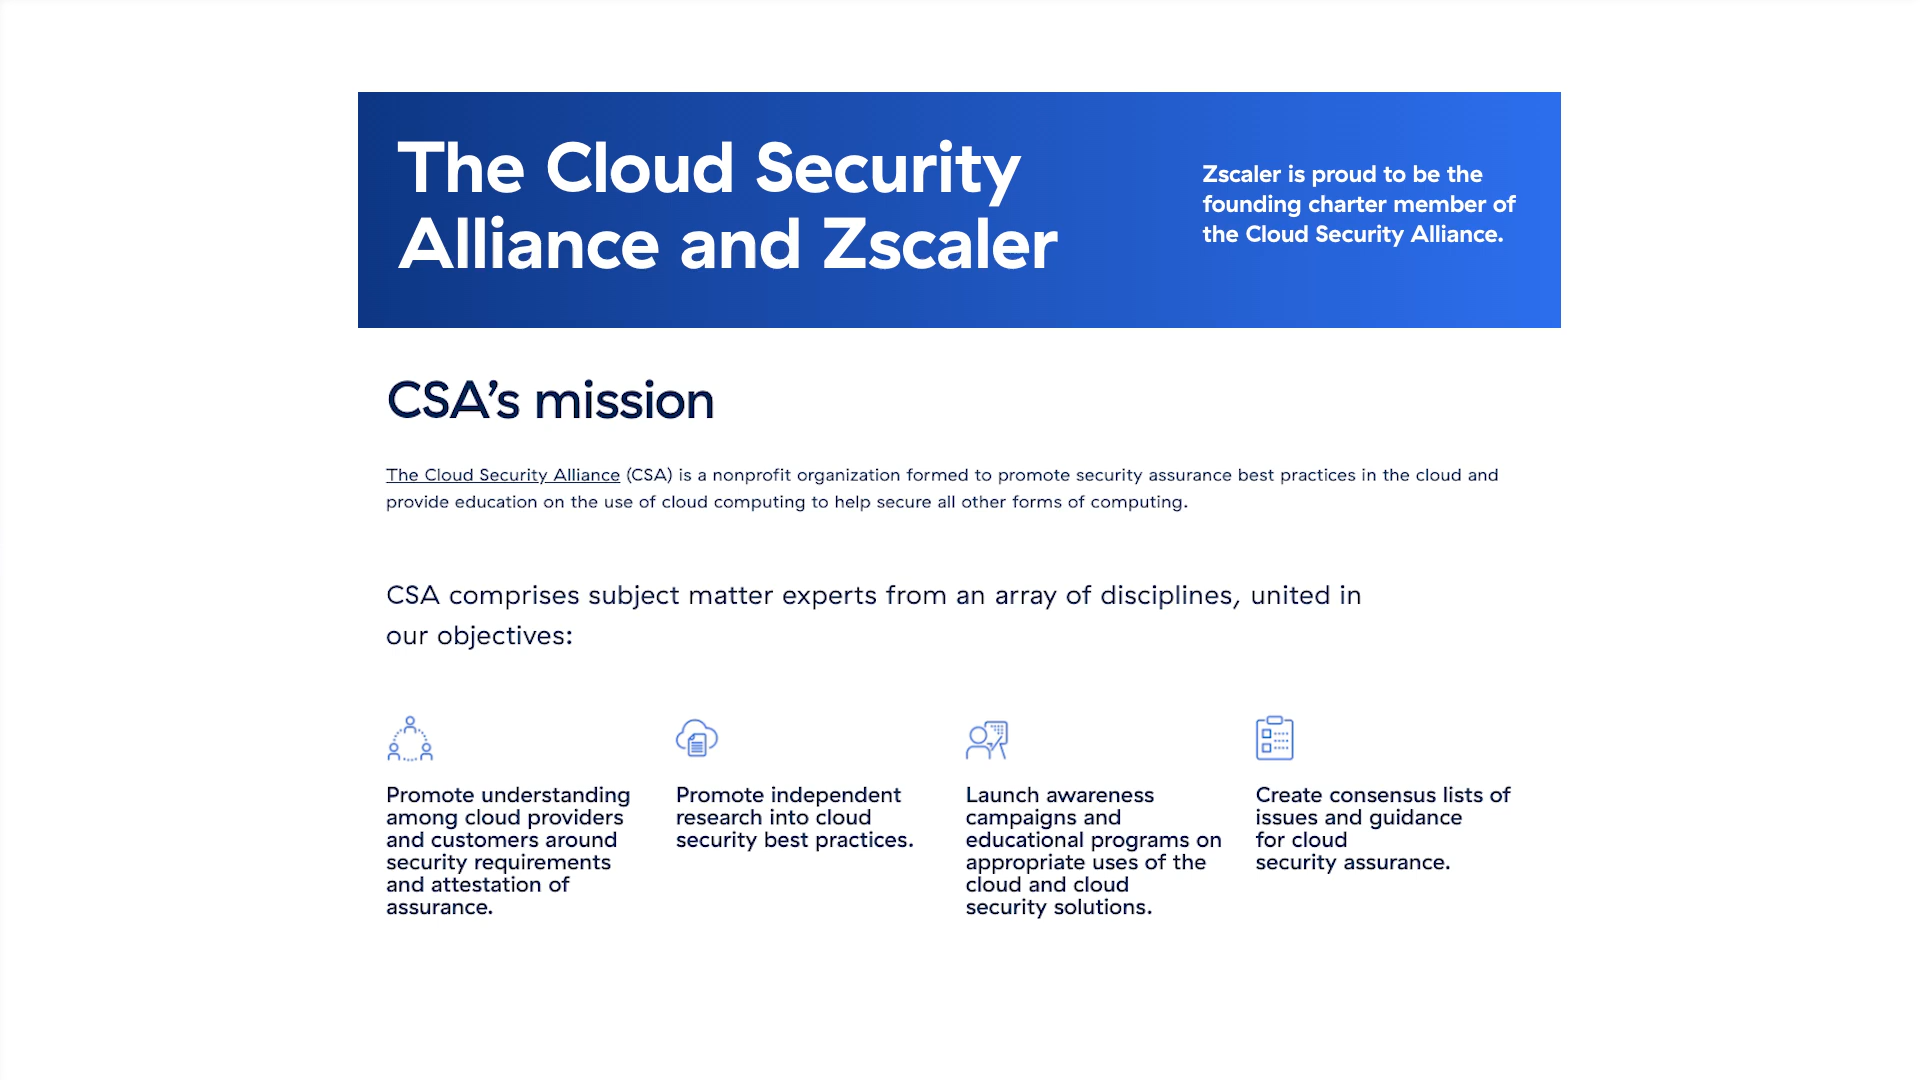 The Cloud Security
Alliance and Zscaler
Zscaler is proud to be the
founding charter member of
the Cloud Security Alliance.
CSA’s mission
The Cloud Security Alliance (CSA) is a nonprofit organization formed to promote security assurance best practices in the cloud and
provide education on the use of cloud computing to help secure all other forms of computing.
CSA comprises subject matter experts from an array of disciplines, united in
our objectives:
Promote understanding
among cloud providers
and customers around
security requirements
and attestation of
assurance.
Promote independent
research into cloud
security best practices.
Launch awareness
campaigns and
educational programs on
appropriate uses of the
cloud and cloud
security solutions.
Create consensus lists of
issues and guidance
for cloud
security assurance.